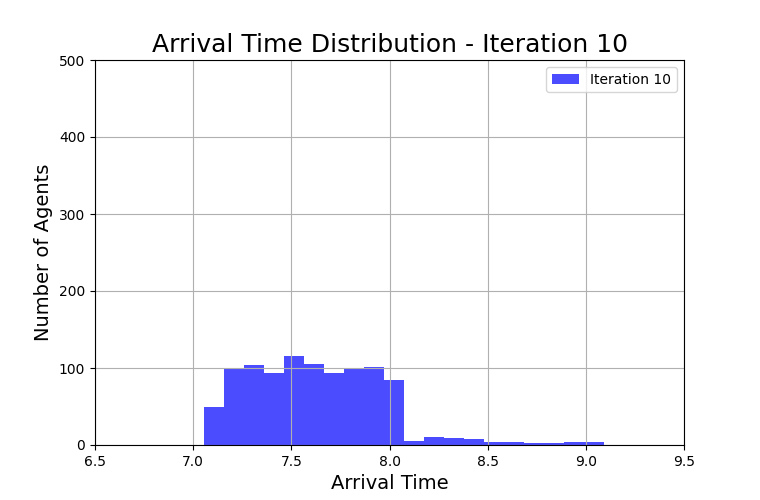 Arrival Time Distribution - Iteration 10
Iteration 10
500
400
300
200
100
0
Number of Agents
6.5 7.0 7.5 8.0 8.5 9.0 9.5
Arrival Time